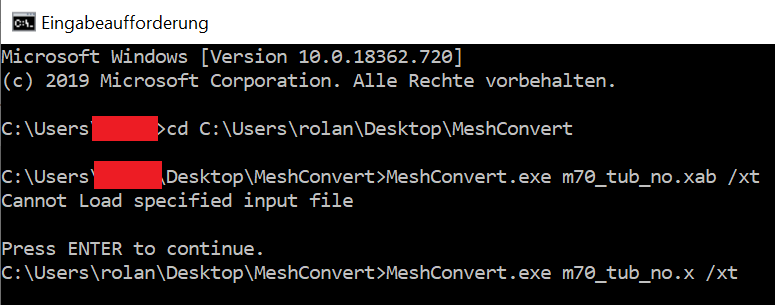 Eingabeaufforderung
Microsoft Windows [Version 10.0.18362.720]
(c) 2019 Microsoft Corporation. Alle Rechte vorbehalten.
C:\Users\ >cd C:\Users\rolan\Desktop\MeshConvert
C:\Users\ \Desktop\MeshConvert>MeshConvert.exe m70_tub_no.xab /xt
Cannot Load specified input file
Press ENTER to continue.
C:\Users\rolan\Desktop\MeshConvert>MeshConvert.exe m70_tub_no.x /xt